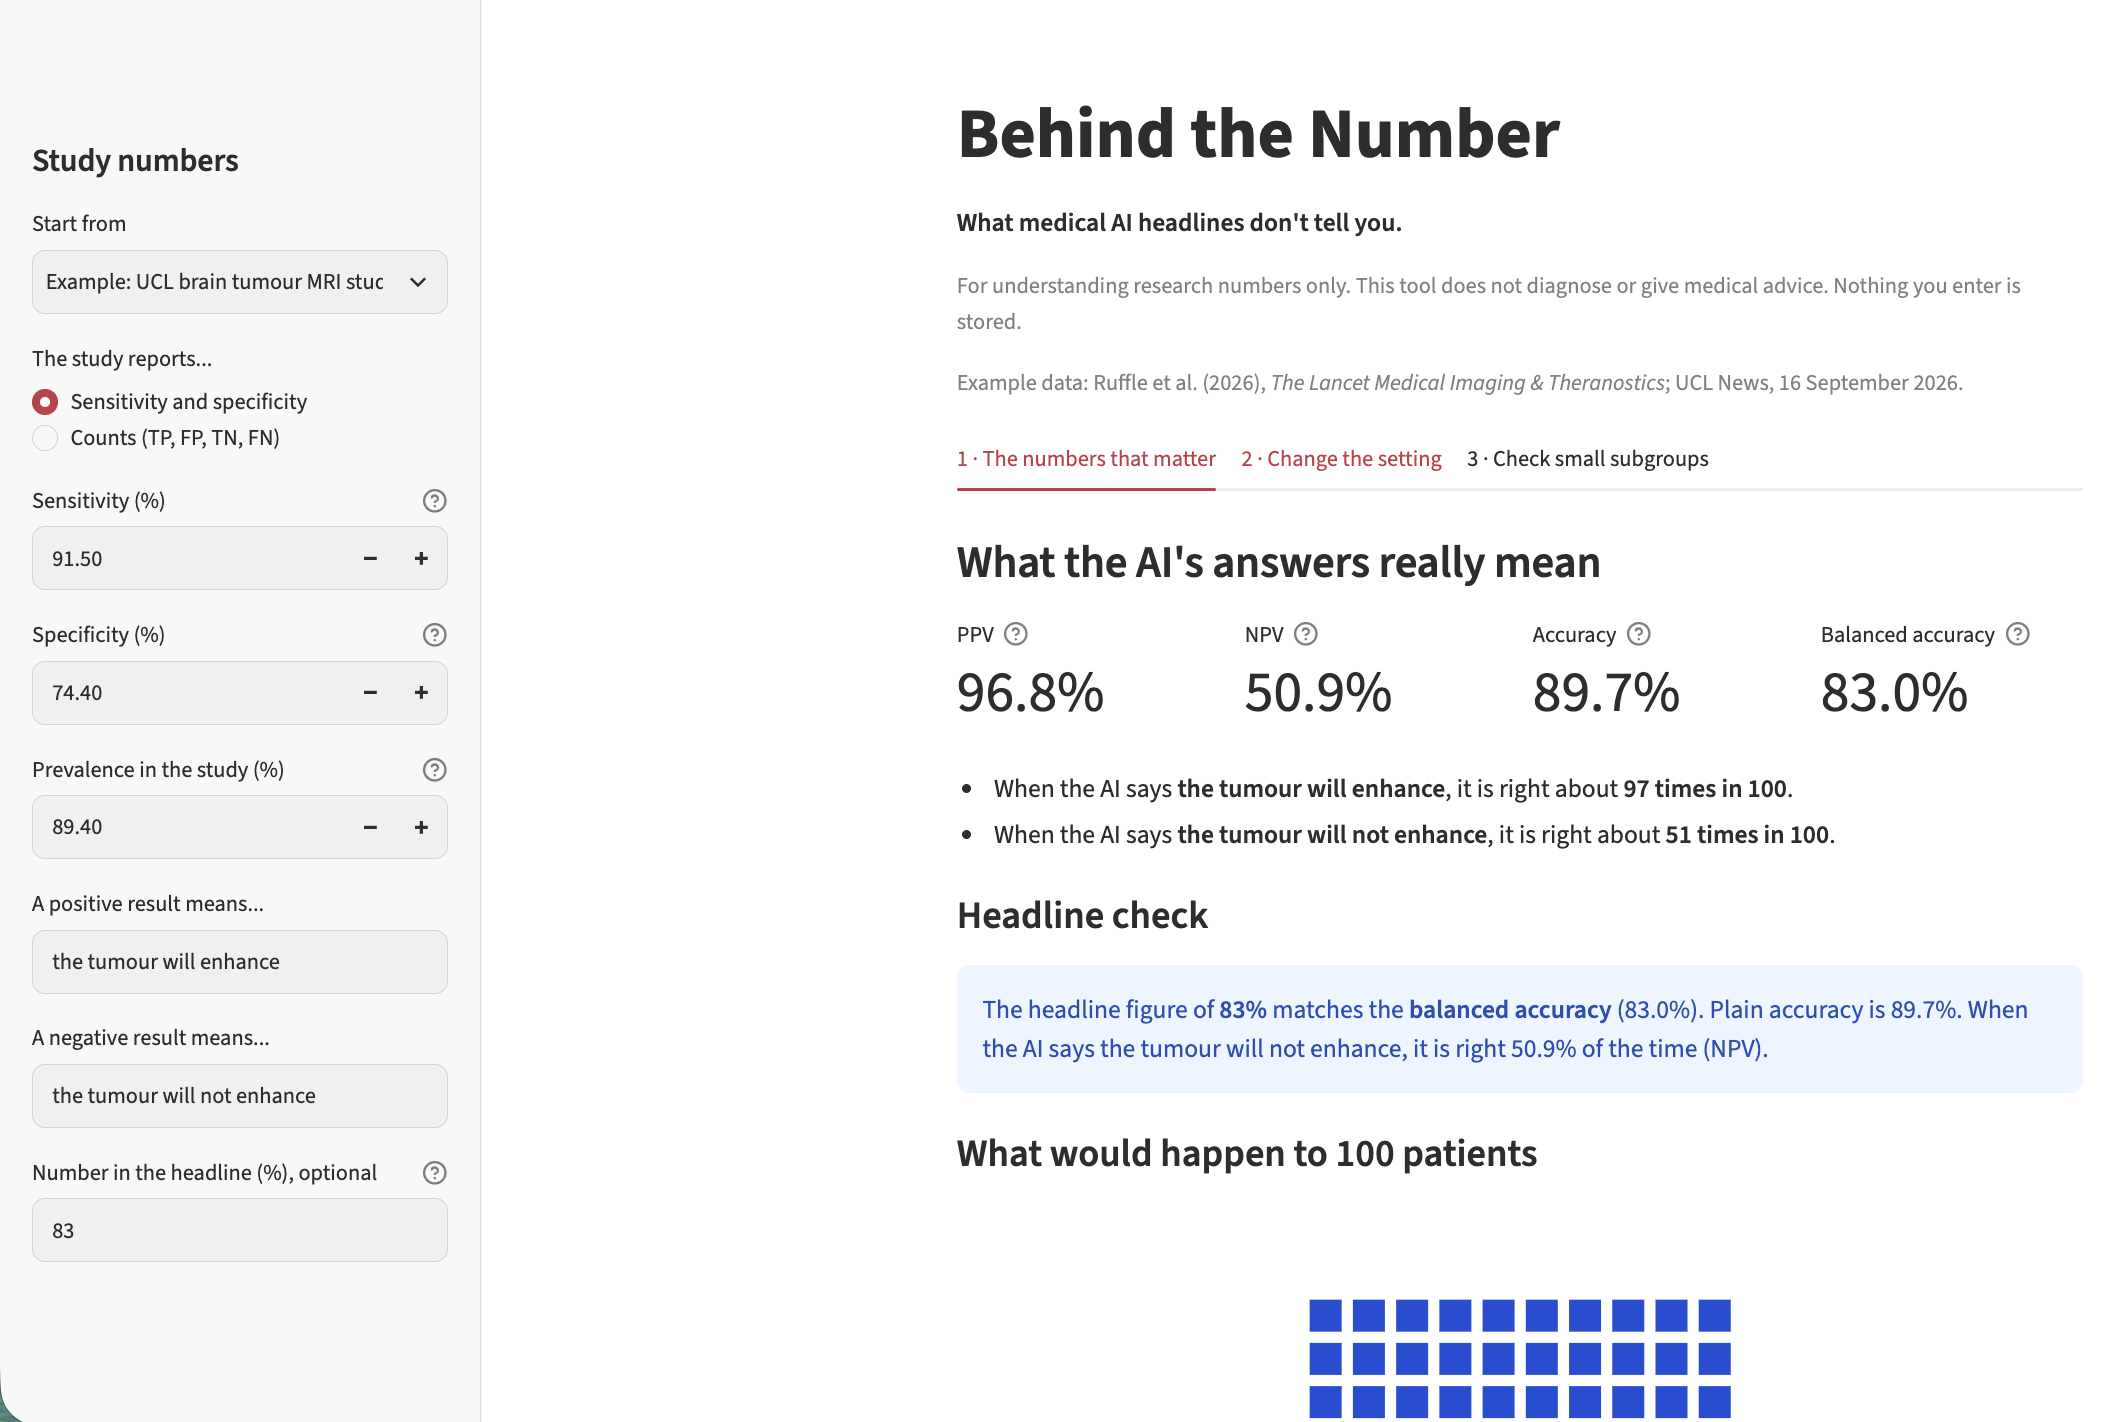 Study numbers
Start from
Example: UCL brain tumour MRI stuc
The study reports...
Sensitivity and specificity
Counts (TP, FP, TN, FN)
Sensitivity (%)
91.50
Specificity (%)
74.40
Prevalence in the study (%)
89.40
A positive result means...
the tumour will enhance
A negative result means...
the tumour will not enhance
Number in the headline (%), optional
83
Behind the Number
What medical AI headlines don't tell you.
For understanding research numbers only. This tool does not diagnose or give medical advice. Nothing you enter is
stored.
Example data: Ruffle et al. (2026), The Lancet Medical Imaging & Theranostics; UCL News, 16 September 2026.
1 · The numbers that matter 2 · Change the setting 3 · Check small subgroups
What the AI's answers really mean
PPV NPV Accuracy Balanced accuracy
96.8% 50.9% 89.7% 83.0%
• When the AI says the tumour will enhance, it is right about 97 times in 100.
• When the AI says the tumour will not enhance, it is right about 51 times in 100.
Headline check
The headline figure of 83% matches the balanced accuracy (83.0%). Plain accuracy is 89.7%. When
the AI says the tumour will not enhance, it is right 50.9% of the time (NPV).
What would happen to 100 patients